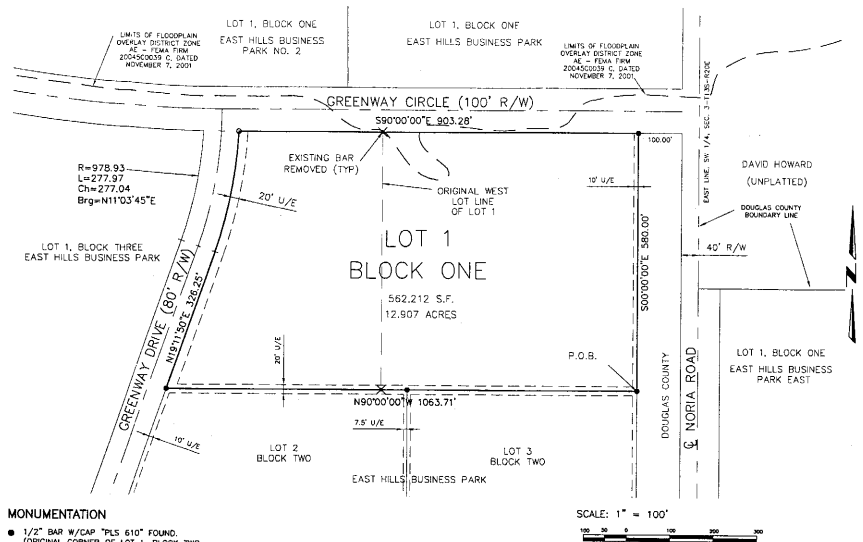 LOT 1, BLOCK ONE
EAST HILLS BUSINESS
PARK NO. 2
LOT 1, BLOCK ONE
EAST HILLS BUSINESS PARK
LIMITS OF FLOODPLAIN
OVERLAY DISTRICT ZONE
AE - FEMA FIRM
20045C0039 C, DATED
NOVEMBER 7, 2001
LIMITS OF FLOODPLAIN
OVERLAY DISTRICT ZONE
AE - FEMA FIRM
20045C0039 C, DATED
NOVEMBER 7, 2001
GREENWAY CIRCLE (100' R/W)
S90°00'00"E 903.28'
100.00'
EXISTING BAR
REMOVED (TYP)
R=978.93
L=277.97
Ch=277.04
Brg=N11°03'45"E
20' U/E
10' U/E
ORIGINAL WEST
LOT LINE
OF LOT 1
EAST LINE, SW 1/4, SEC. 3-T13S-R20E
DAVID HOWARD
(UNPLATTED)
DOUGLAS COUNTY
BOUNDARY LINE
LOT 1, BLOCK THREE
EAST HILLS BUSINESS PARK
LOT 1
BLOCK ONE
562,212 S.F.
12.907 ACRES
S00°00'00"E 580.00'
40' R/W
N
GREENWAY DRIVE (80' R/W)
N19°11'50"E 326.25'
20' U/E
P.O.B.
LOT 1, BLOCK ONE
EAST HILLS BUSINESS
PARK EAST
N90°00'00"W 1063.71'
7.5' U/E
10' U/E
LOT 2
BLOCK TWO
LOT 3
BLOCK TWO
EAST HILLS BUSINESS PARK
DOUGLAS COUNTY
℄ NORIA ROAD
MONUMENTATION
● 1/2" BAR W/CAP "PLS 610" FOUND.
(ORIGINAL CORNER OF LOT 1, BLOCK TWO
SCALE: 1" = 100'
100 50 0 100 200 300